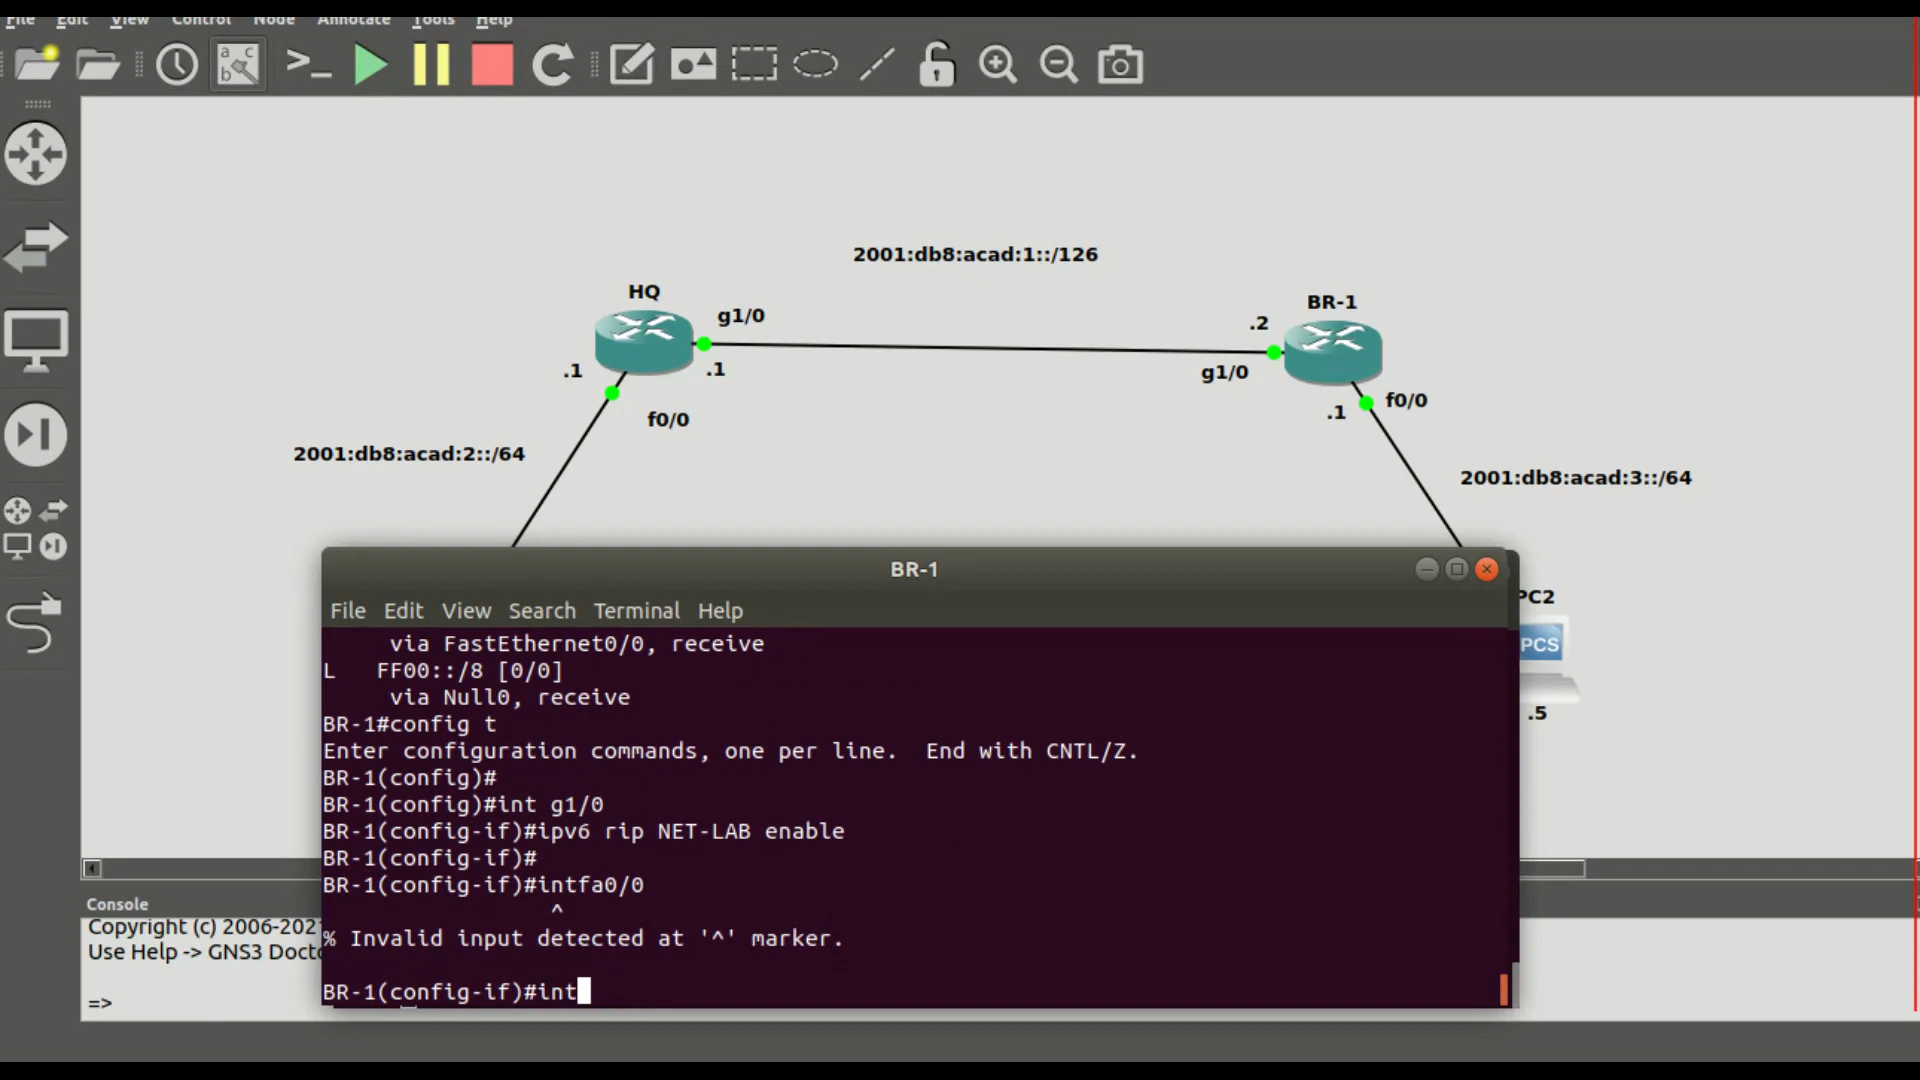 File Edit View Control Node Annotate Tools Help
a c
b
>_
2001:db8:acad:1::/126
HQ
BR-1
g1/0
.2
.1
.1
g1/0
f0/0
.1
f0/0
2001:db8:acad:2::/64
2001:db8:acad:3::/64
BR-1
File Edit View Search Terminal Help
PC2
PCS
.5
via FastEthernet0/0, receive
L FF00::/8 [0/0]
via Null0, receive
BR-1#config t
Enter configuration commands, one per line. End with CNTL/Z.
BR-1(config)#
BR-1(config)#int g1/0
BR-1(config-if)#ipv6 rip NET-LAB enable
BR-1(config-if)#
BR-1(config-if)#intfa0/0
^
% Invalid input detected at '^' marker.
BR-1(config-if)#int
Console
Copyright (c) 2006-202
Use Help -> GNS3 Docto
=>